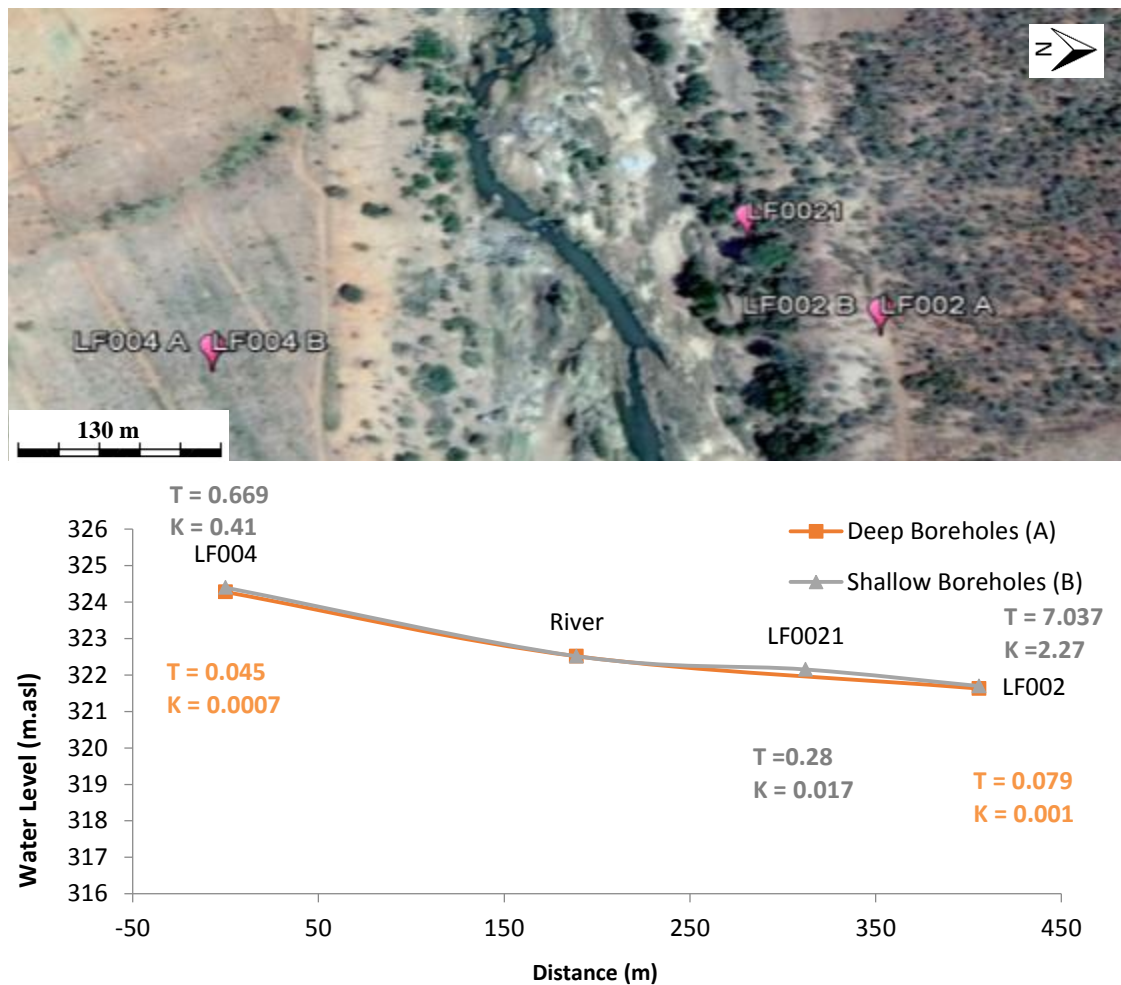 N
LF0021
LF002 B
LF002 A
LF004 A
LF004 B
130 m
T = 0.669
K = 0.41
LF004
River
LF0021
LF002
T = 7.037
K =2.27
T = 0.045
K = 0.0007
T =0.28
K = 0.017
T = 0.079
K = 0.001
Deep Boreholes (A)
Shallow Boreholes (B)
Water Level (m.asl)
326
325
324
323
322
321
320
319
318
317
316
-50
50
150
250
350
450
Distance (m)